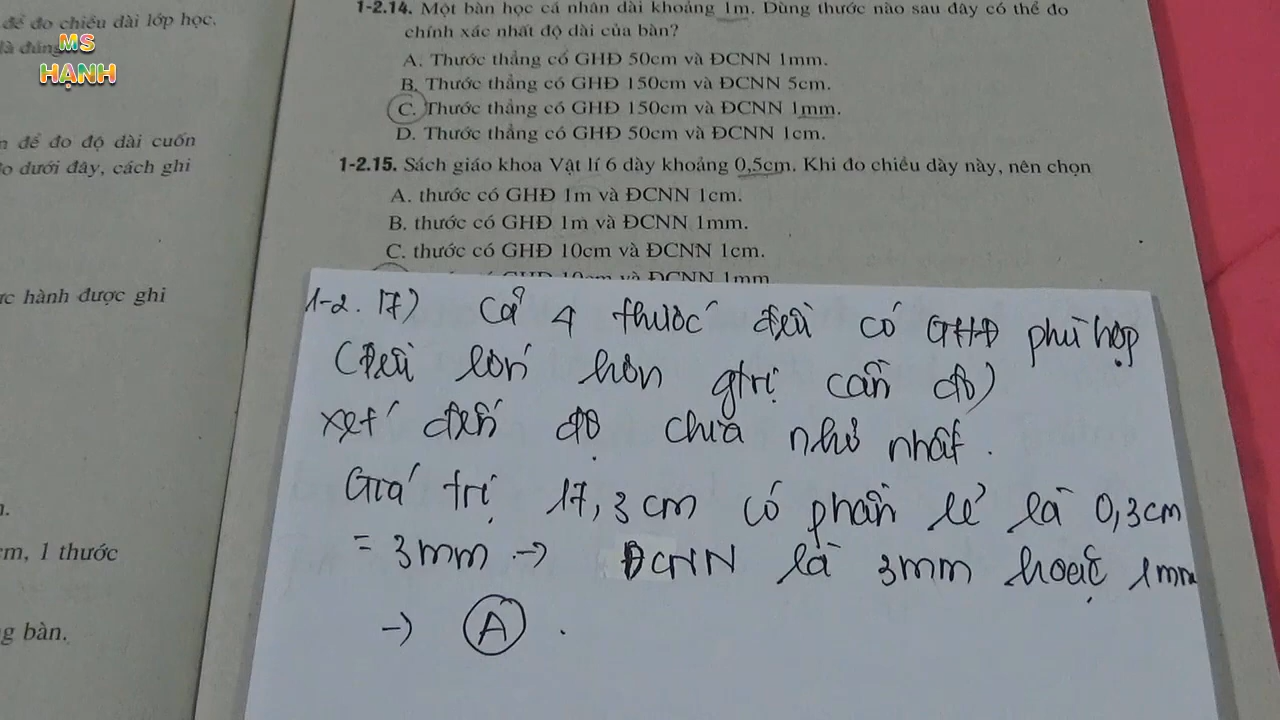 để đo chiều dài lớp học.
là đúng
MS
HẠNH
để đo độ dài cuốn
đo dưới đây, cách ghi
hành được ghi
cm, 1 thước
bàn.
1-2.14. Một bàn học cá nhân dài khoảng 1m. Dùng thước nào sau đây có thể đo
chính xác nhất độ dài của bàn?
A. Thước thẳng có GHĐ 50cm và ĐCNN 1mm.
B. Thước thẳng có GHĐ 150cm và ĐCNN 5cm.
C. Thước thẳng có GHĐ 150cm và ĐCNN 1mm.
D. Thước thẳng có GHĐ 50cm và ĐCNN 1cm.
1-2.15. Sách giáo khoa Vật lí 6 dày khoảng 0,5cm. Khi đo chiều dày này, nên chọn
A. thước có GHĐ 1m và ĐCNN 1cm.
B. thước có GHĐ 1m và ĐCNN 1mm.
C. thước có GHĐ 10cm và ĐCNN 1cm.
GHĐ 10cm và ĐCNN 1mm
1-2.17) Cả 4 thước đều có GHĐ phù hợp
(Đều lớn hơn gtrị cần đo)
xét đến độ chia nhỏ nhất.
Giá trị 17,3cm có phần lẻ là 0,3cm
= 3mm → ĐCNN là 3mm hoặc 1mm
→ A.